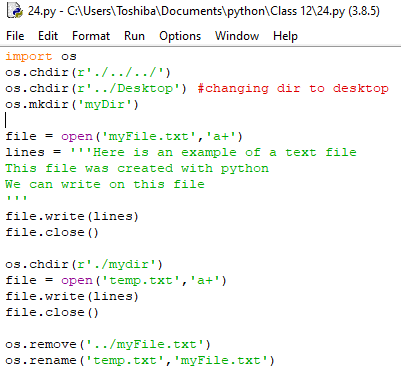 24.py - C:\Users\Toshiba\Documents\python\Class 12\24.py (3.8.5)
File Edit Format Run Options Window Help
import os
os.chdir(r'./../../')
os.chdir(r'../Desktop') #changing dir to desktop
os.mkdir('myDir')
file = open('myFile.txt','a+')
lines = '''Here is an example of a text file
This file was created with python
We can write on this file
'''
file.write(lines)
file.close()
os.chdir(r'./mydir')
file = open('temp.txt','a+')
file.write(lines)
file.close()
os.remove('../myFile.txt')
os.rename('temp.txt','myFile.txt')